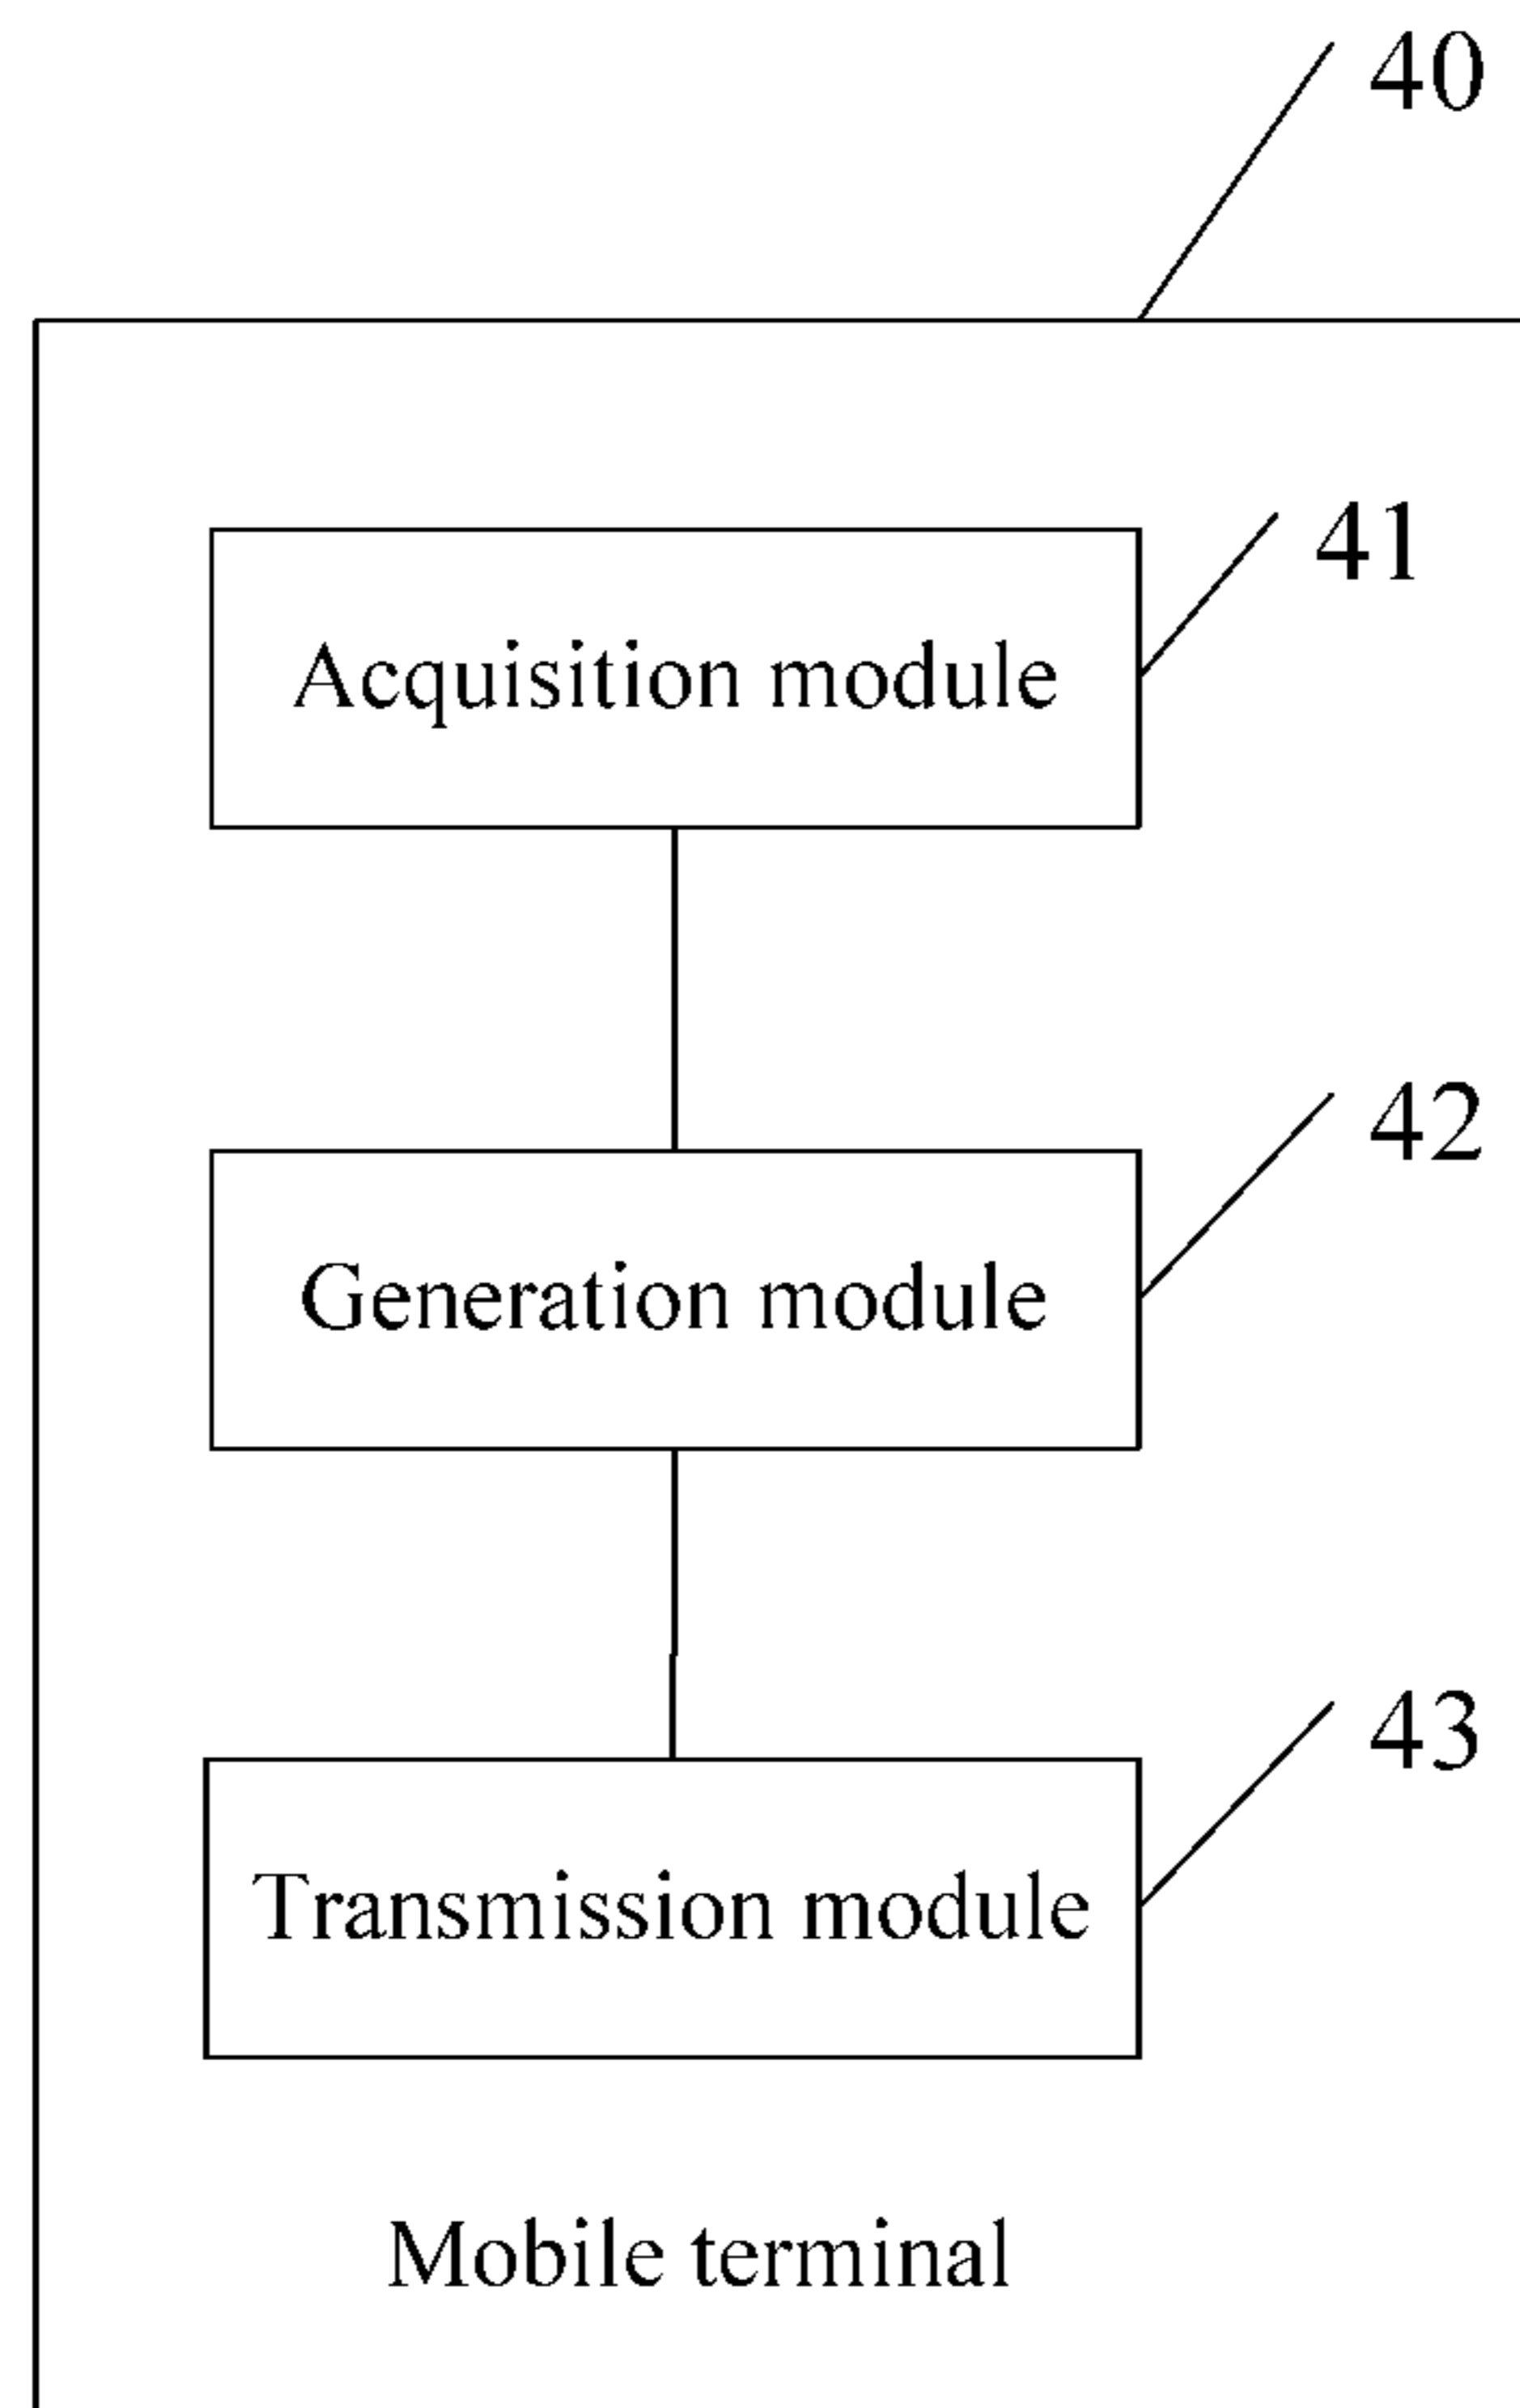 40
41
Acquisition module
42
Generation module
43
Transmission module
Mobile terminal